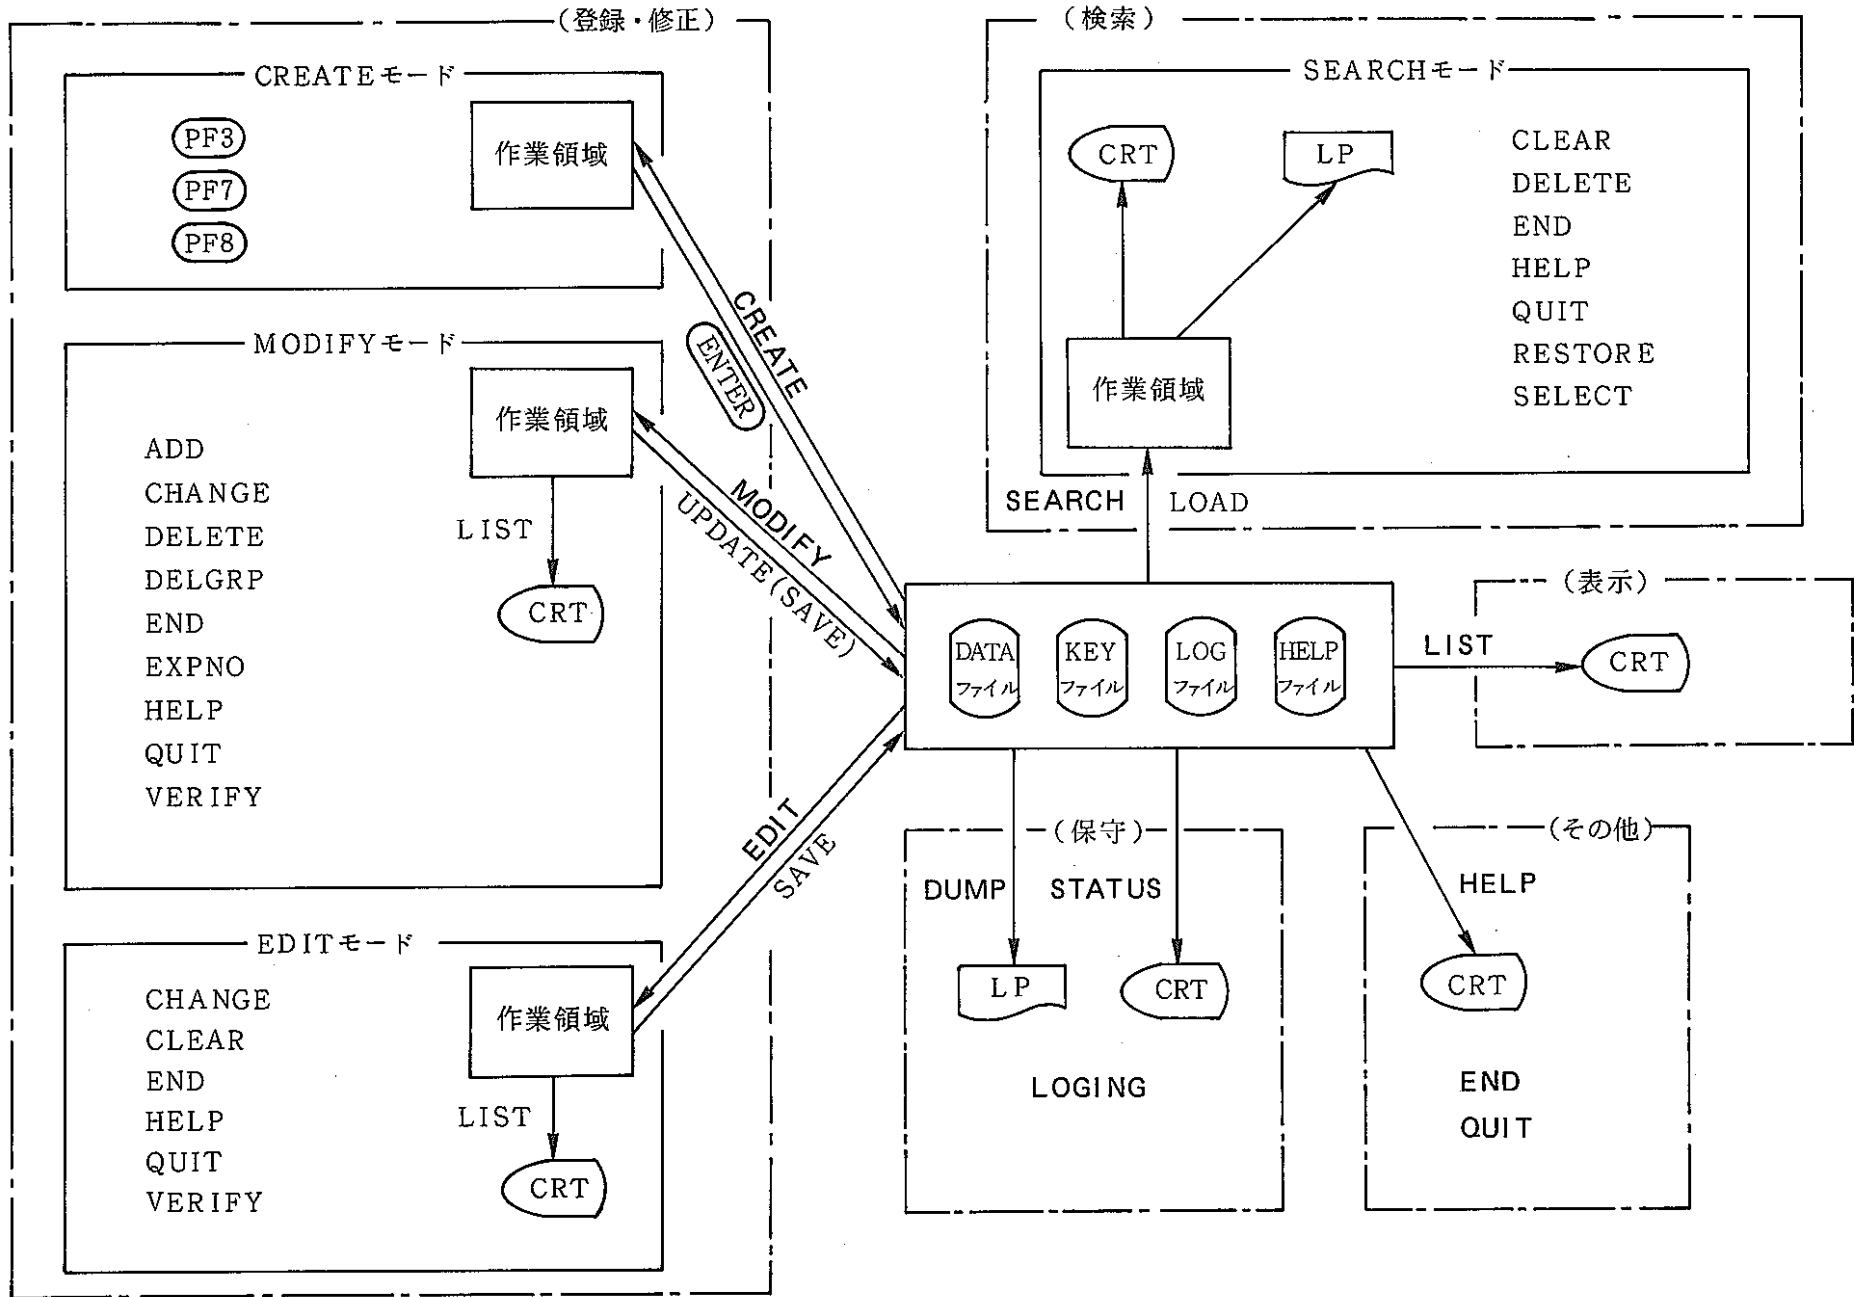 （登録・修正）
CREATEモード
PF3
PF7
PF8
作業領域
CREATE
ENTER
MODIFYモード
作業領域
ADD
CHANGE
DELETE
DELGRP
END
EXPNO
HELP
QUIT
VERIFY
LIST
CRT
MODIFY
UPDATE(SAVE)
EDITモード
作業領域
CHANGE
CLEAR
END
HELP
QUIT
VERIFY
LIST
CRT
EDIT
SAVE
（検索）
SEARCHモード
CRT
LP
CLEAR
DELETE
END
HELP
QUIT
RESTORE
SELECT
作業領域
SEARCH
LOAD
DATA
ファイル
KEY
ファイル
LOG
ファイル
HELP
ファイル
（表示）
LIST
CRT
（保守）
DUMP
STATUS
LP
CRT
LOGING
（その他）
HELP
CRT
END
QUIT